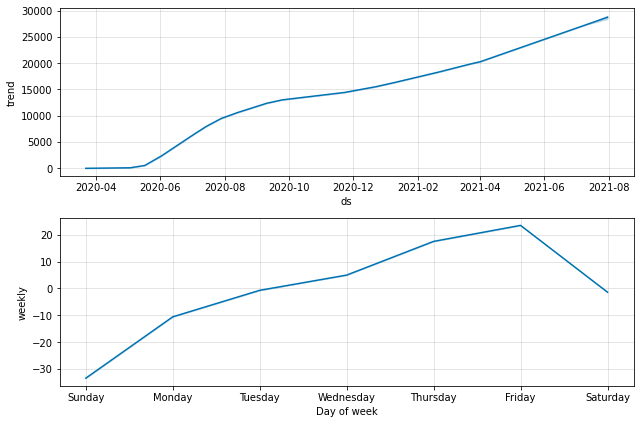 30000
25000
20000
15000
10000
5000
0
trend
2020-04 2020-06 2020-08 2020-10 2020-12 2021-02 2021-04 2021-06 2021-08
ds
20
10
0
−10
−20
−30
weekly
Sunday Monday Tuesday Wednesday Thursday Friday Saturday
Day of week